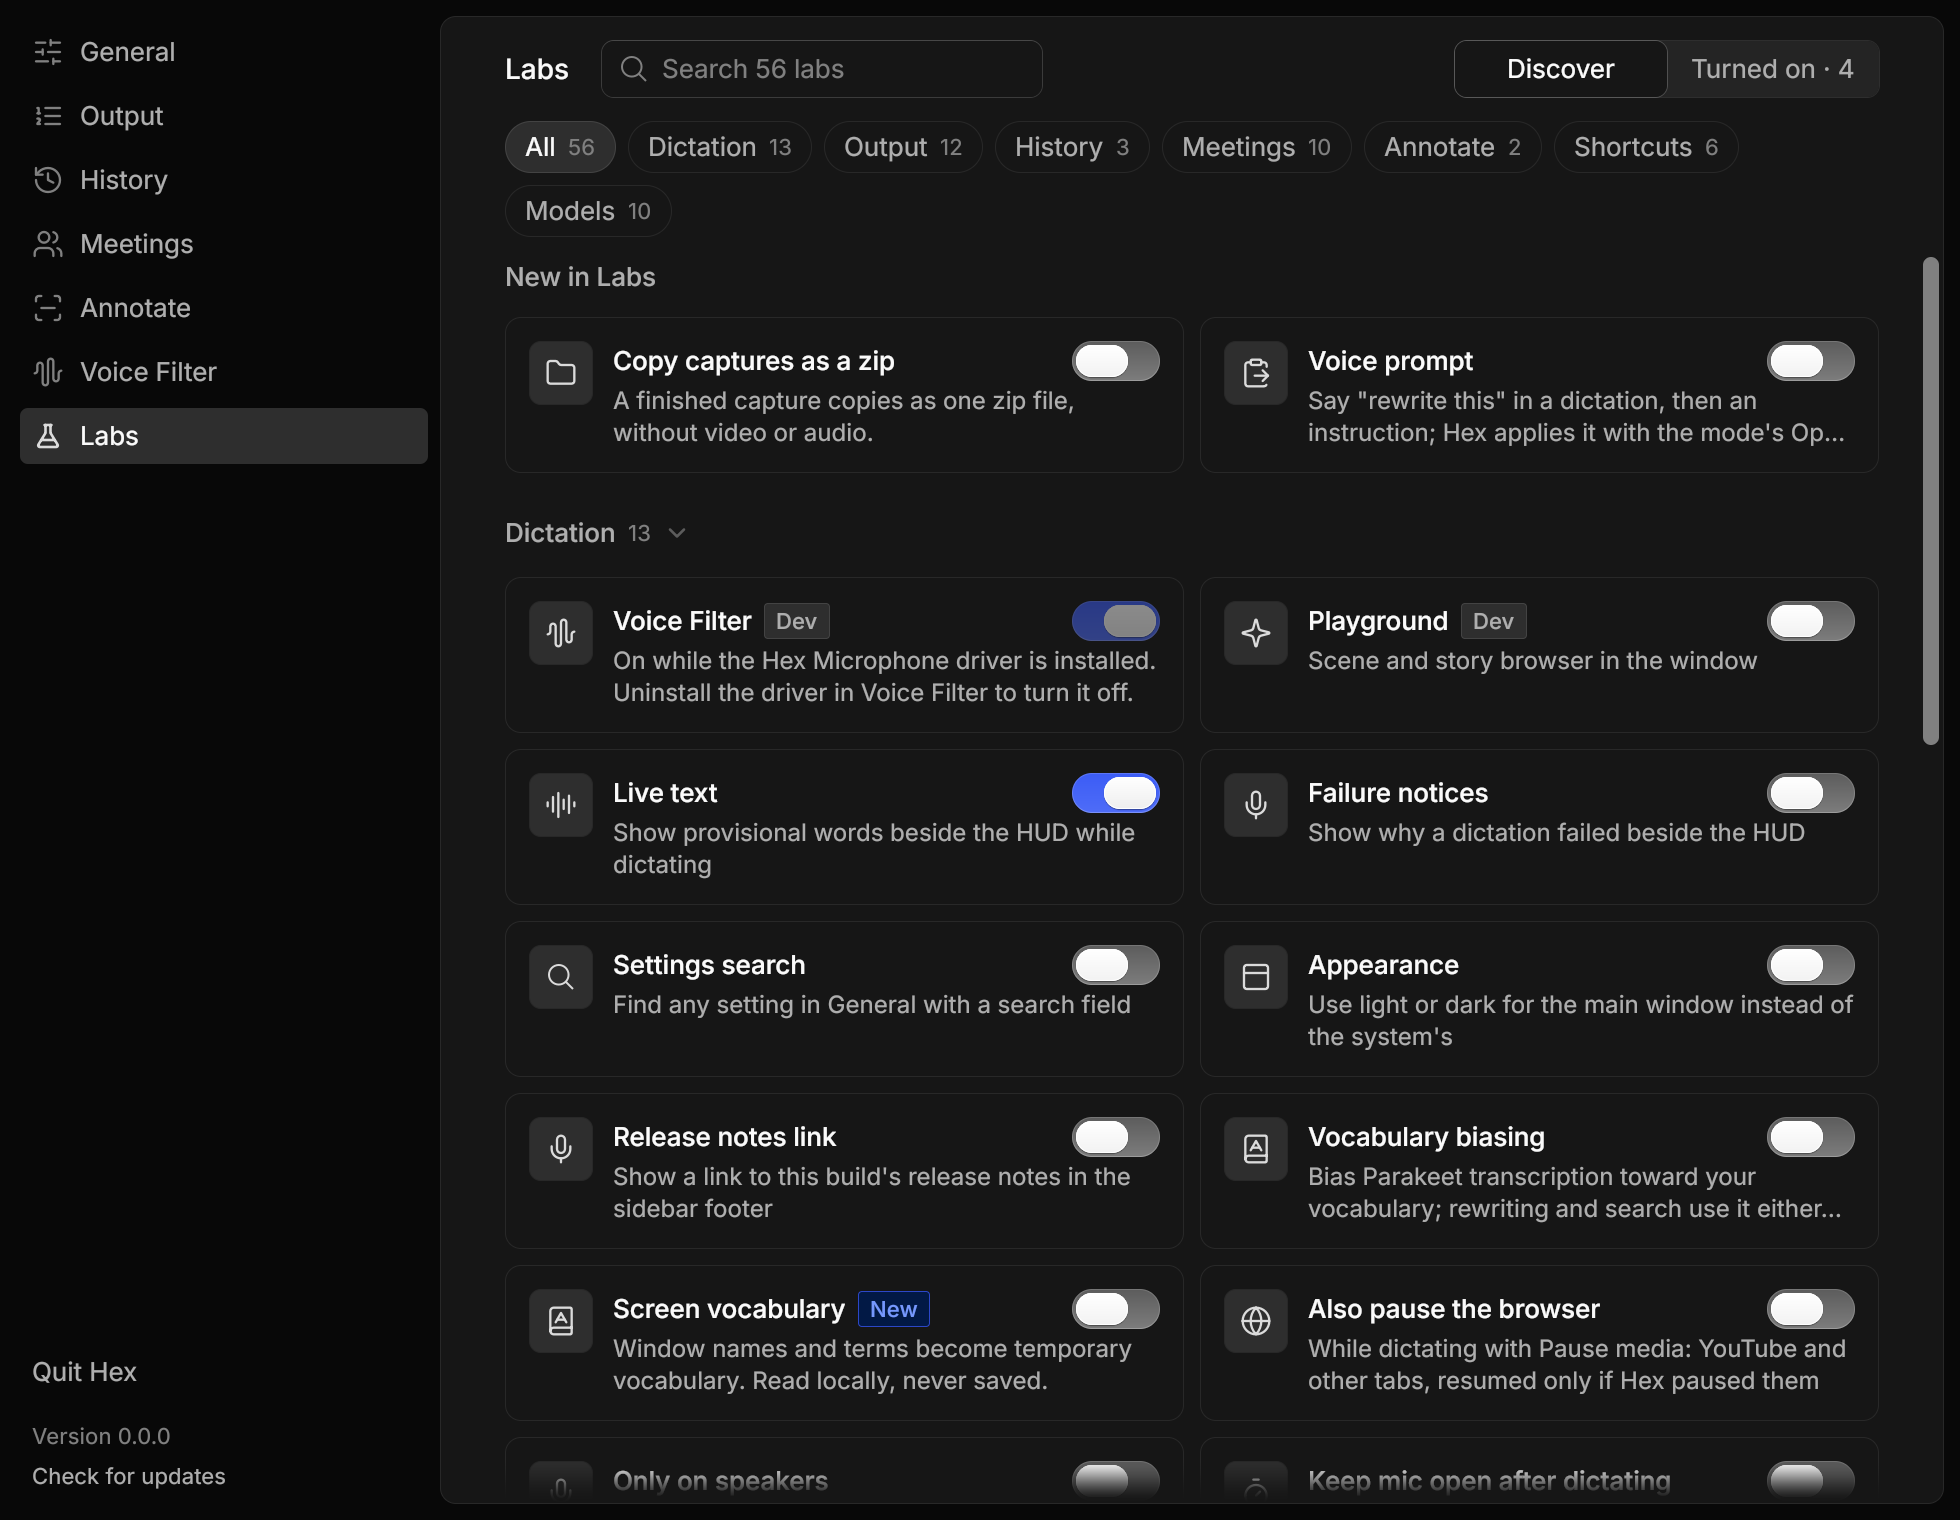 General
Output
History
Meetings
Annotate
Voice Filter
Labs
Quit Hex
Version 0.0.0
Check for updates
Labs
Search 56 labs
Discover
Turned on · 4
All 56
Dictation 13
Output 12
History 3
Meetings 10
Annotate 2
Shortcuts 6
Models 10
New in Labs
Copy captures as a zip
A finished capture copies as one zip file,
without video or audio.
Voice prompt
Say "rewrite this" in a dictation, then an
instruction; Hex applies it with the mode's Op...
Dictation 13
Voice Filter Dev
On while the Hex Microphone driver is installed.
Uninstall the driver in Voice Filter to turn it off.
Playground Dev
Scene and story browser in the window
Live text
Show provisional words beside the HUD while
dictating
Failure notices
Show why a dictation failed beside the HUD
Settings search
Find any setting in General with a search field
Appearance
Use light or dark for the main window instead of
the system's
Release notes link
Show a link to this build's release notes in the
sidebar footer
Vocabulary biasing
Bias Parakeet transcription toward your
vocabulary; rewriting and search use it either...
Screen vocabulary New
Window names and terms become temporary
vocabulary. Read locally, never saved.
Also pause the browser
While dictating with Pause media: YouTube and
other tabs, resumed only if Hex paused them
Only on speakers
Keep mic open after dictating